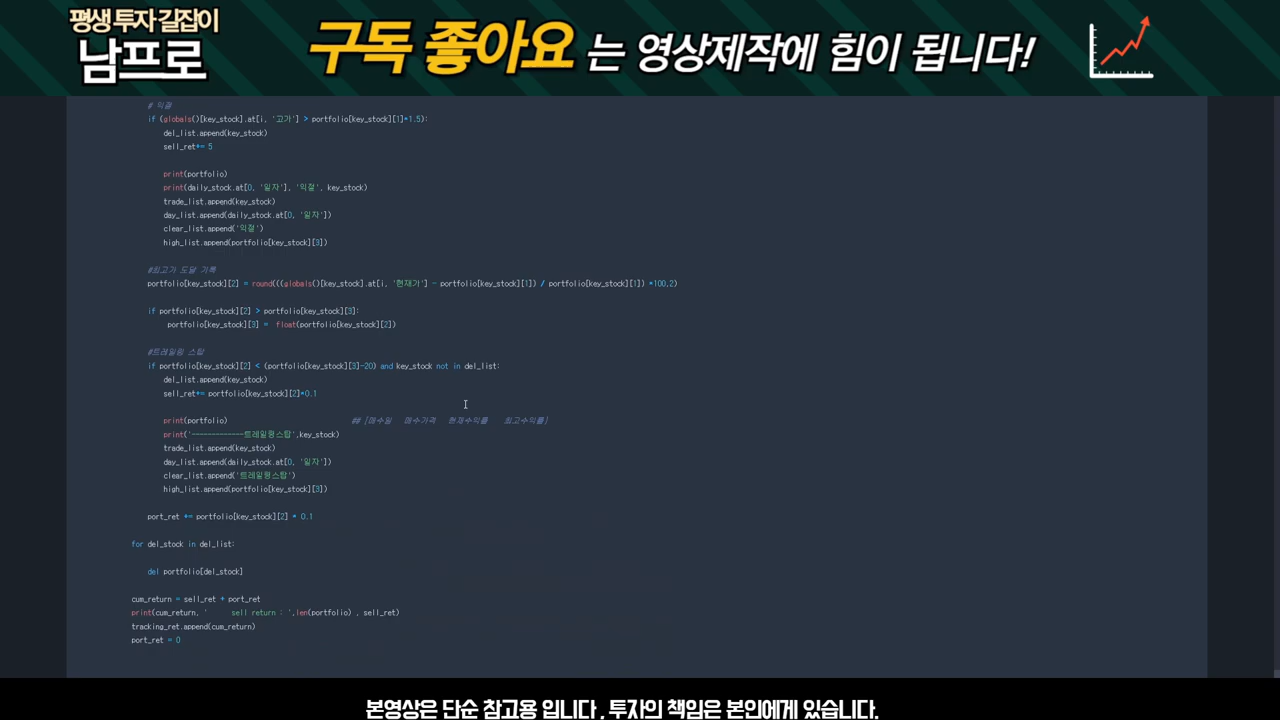 평생 투자 길잡이
남프로
구독 좋아요 는 영상제작에 힘이 됩니다!
# 익절
if (globals()[key_stock].at[i, '고가'] > portfolio[key_stock][1]*1.5):
del_list.append(key_stock)
sell_ret+= 5
print(portfolio)
print(daily_stock.at[0, '일자'], '익절', key_stock)
trade_list.append(key_stock)
day_list.append(daily_stock.at[0, '일자'])
clear_list.append('익절')
high_list.append(portfolio[key_stock][3])
#최고가 도달 기록
portfolio[key_stock][2] = round(((globals()[key_stock].at[i, '현재가'] - portfolio[key_stock][1]) / portfolio[key_stock][1]) *100,2)
if portfolio[key_stock][2] > portfolio[key_stock][3]:
portfolio[key_stock][3] = float(portfolio[key_stock][2])
#트레일링 스탑
if portfolio[key_stock][2] < (portfolio[key_stock][3]-20) and key_stock not in del_list:
del_list.append(key_stock)
sell_ret+= portfolio[key_stock][2]*0.1
print(portfolio) ## [매수일 매수가격 현재수익률 최고수익률]
print('-------------트레일링스탑',key_stock)
trade_list.append(key_stock)
day_list.append(daily_stock.at[0, '일자'])
clear_list.append('트레일링스탑')
high_list.append(portfolio[key_stock][3])
port_ret += portfolio[key_stock][2] * 0.1
for del_stock in del_list:
del portfolio[del_stock]
cum_return = sell_ret + port_ret
print(cum_return, ' sell return : ',len(portfolio) , sell_ret)
tracking_ret.append(cum_return)
port_ret = 0
본영상은 단순 참고용 입니다 , 투자의 책임은 본인에게 있습니다.